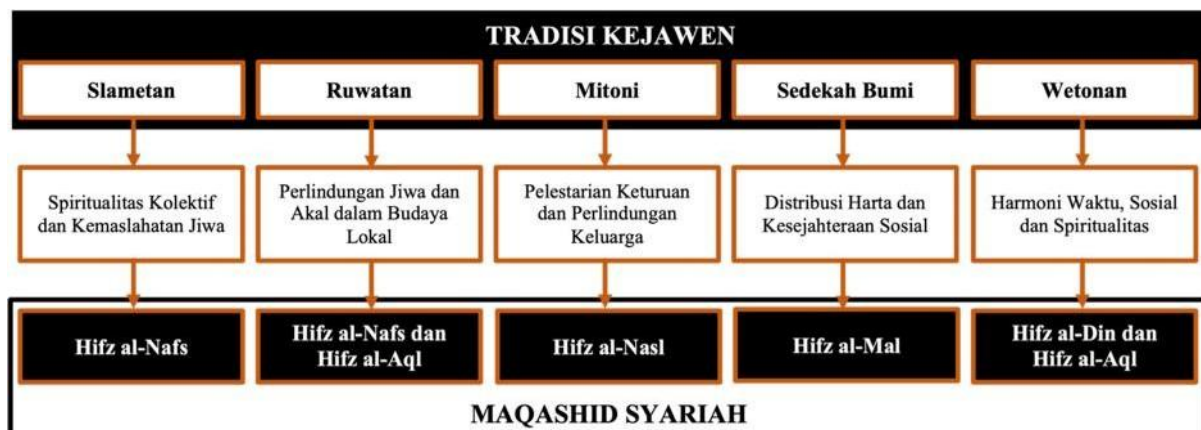 TRADISI KEJAWEN
Slametan
Ruwatan
Mitoni
Sedekah Bumi
Wetonan
Spiritualitas Kolektif
dan Kemaslahatan Jiwa
Perlindungan Jiwa dan
Akal dalam Budaya
Lokal
Pelestarian Keturuan
dan Perlindungan
Keluarga
Distribusi Harta dan
Kesejahteraan Sosial
Harmoni Waktu, Sosial
dan Spiritualitas
Hifz al-Nafs
Hifz al-Nafs dan
Hifz al-Aql
Hifz al-Nasl
Hifz al-Mal
Hifz al-Din dan
Hifz al-Aql
MAQASHID SYARIAH